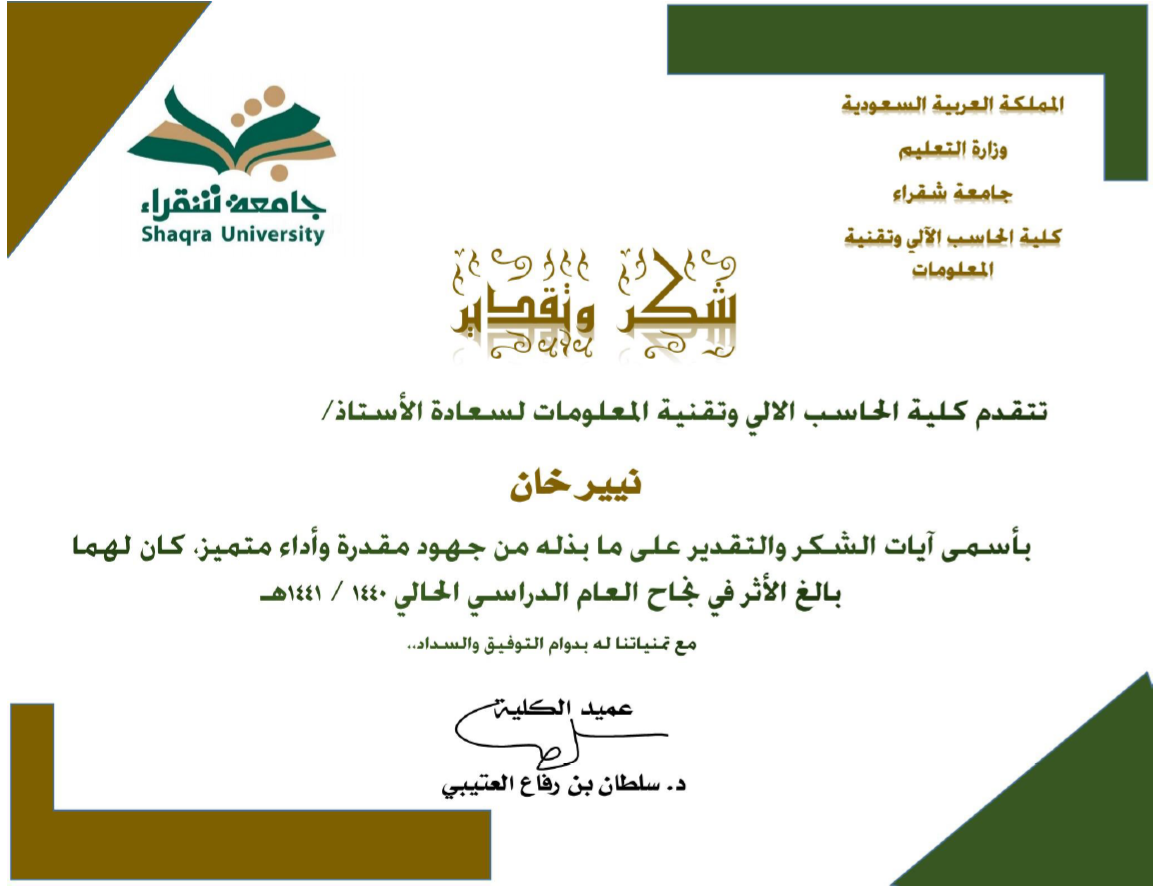 المملكة العربية السعودية
وزارة التعليم
جامعة شقراء
كلية الحاسب الآلي وتقنية
المعلومات
جامعة شقراء
Shaqra University
شكر وتقدير
تتقدم كلية الحاسب الالي وتقنية المعلومات لسعادة الأستاذ/
نيير خان
بأسمى آيات الشكر والتقدير على ما بذله من جهود مقدرة وأداء متميز، كان لهما
بالغ الأثر في نجاح العام الدراسي الحالي ١٤٤٠ / ١٤٤١هـ
مع تمنياتنا له بدوام التوفيق والسداد..
عميد الكلية
د. سلطان بن رفاع العتيبي